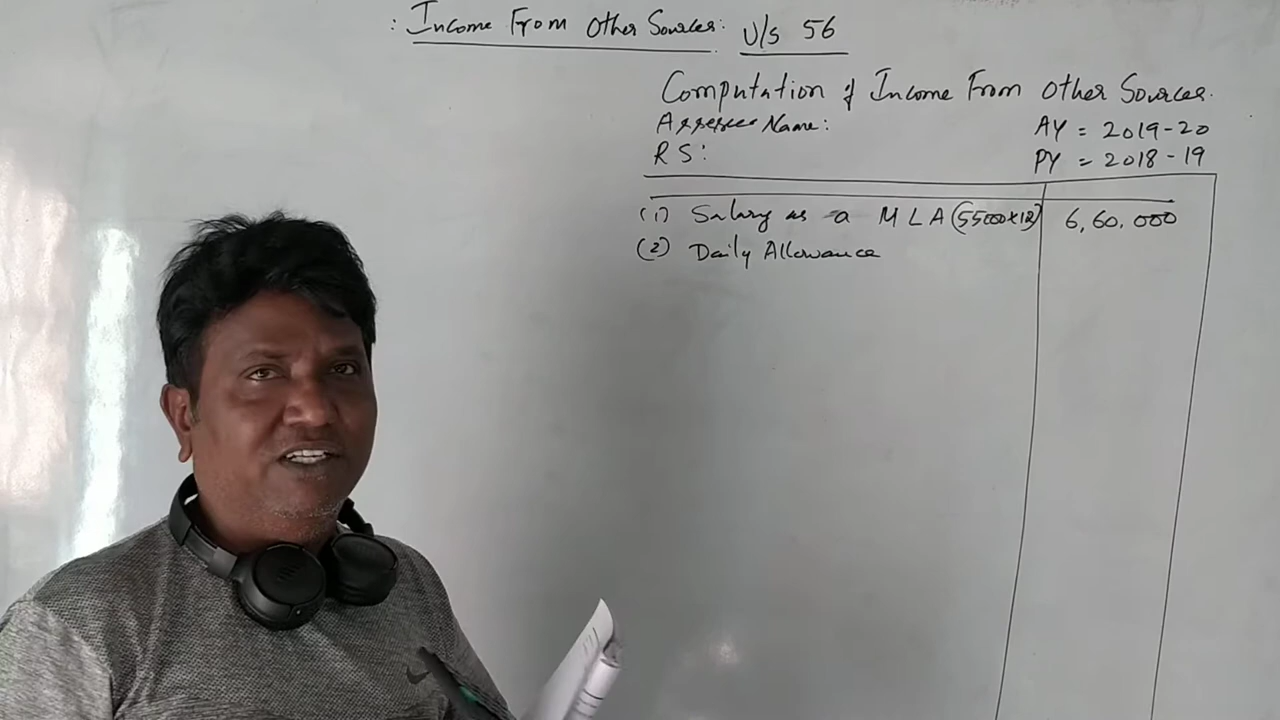 : Income From Other Sources: U/s 56
Computation of Income From Other Sources.
Assessee Name: AY = 2019-20
RS: PY = 2018-19
(1) Salary as a MLA (55000x12) 6,60,000
(2) Daily Allowance